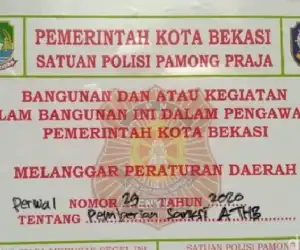 PEMERINTAH KOTA BEKASI
SATUAN POLISI PAMONG PRAJA
BANGUNAN DAN ATAU KEGIATAN
LAM BANGUNAN INI DALAM PENGAWA
PEMERINTAH KOTA BEKASI
MELANGGAR PERATURAN DAERAH
Perwal NOMOR 29 TAHUN 2020
TENTANG Pemberian Sanksi ATHB
SATUAN POLISI PAMONG